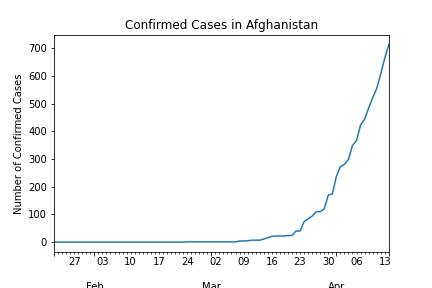 Confirmed Cases in Afghanistan
Number of Confirmed Cases
700
600
500
400
300
200
100
0
27 03 10 17 24 02 09 16 23 30 06 13
Feb Mar Apr